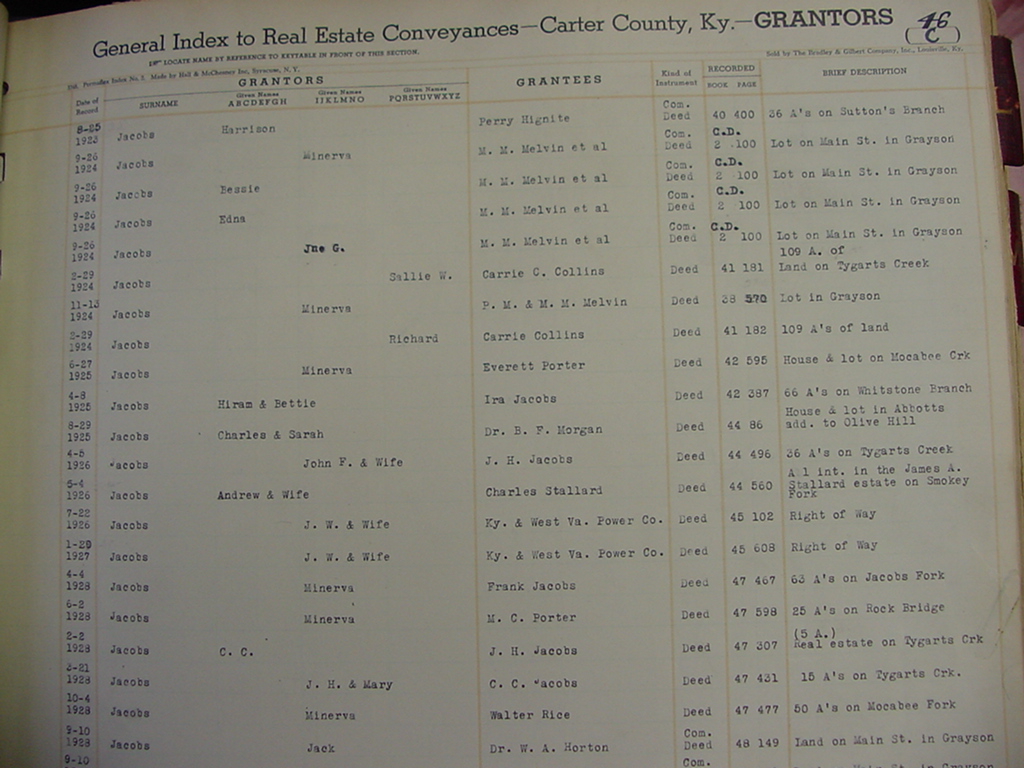 General Index to Real Estate Conveyances—Carter County, Ky.—GRANTORS
46
( C )
LOCATE NAME BY REFERENCE TO KEYTABLE IN FRONT OF THIS SECTION.
Index No. 2. Made by Hall & McChesney Inc, Syracuse, N. Y.
Sold by The Bradley & Gilbert Company, Inc., Louisville, Ky.
Date of Record GRANTORS GRANTEES Kind of Instrument RECORDED BRIEF DESCRIPTION
SURNAME Given Names ABCDEFGH Given Names IJKLMNO Given Names PQRSTUVWXYZ BOOK PAGE
8-25 1923 Jacobs Harrison Perry Hignite Com. Deed 40 400 36 A's on Sutton's Branch
9-26 1924 Jacobs Minerva M. M. Melvin et al Com. Deed C.D. 2 100 Lot on Main St. in Grayson
9-26 1924 Jacobs Bessie M. M. Melvin et al Com. Deed C.D. 2 100 Lot on Main St. in Grayson
9-26 1924 Jacobs Edna M. M. Melvin et al Com. Deed C.D. 2 100 Lot on Main St. in Grayson
9-26 1924 Jacobs Jne G. M. M. Melvin et al Com. Deed C.D. 2 100 Lot on Main St. in Grayson
2-29 1924 Jacobs Sallie W. Carrie C. Collins Deed 41 181 109 A. of Land on Tygarts Creek
11-13 1924 Jacobs Minerva P. M. & M. M. Melvin Deed 38 570 Lot in Grayson
2-29 1924 Jacobs Richard Carrie Collins Deed 41 182 109 A's of land
6-27 1925 Jacobs Minerva Everett Porter Deed 42 595 House & lot on Mocabee Crk
4-8 1925 Jacobs Hiram & Bettie Ira Jacobs Deed 42 387 66 A's on Whitstone Branch
8-29 1925 Jacobs Charles & Sarah Dr. B. F. Morgan Deed 44 86 House & lot in Abbotts add. to Olive Hill
4-5 1926 Jacobs John F. & Wife J. H. Jacobs Deed 44 496 36 A's on Tygarts Creek
5-4 1926 Jacobs Andrew & Wife Charles Stallard Deed 44 560 A 1 int. in the James A. Stallard estate on Smokey Fork
7-22 1926 Jacobs J. W. & Wife Ky. & West Va. Power Co. Deed 45 102 Right of Way
1-29 1927 Jacobs J. W. & Wife Ky. & West Va. Power Co. Deed 45 608 Right of Way
4-4 1928 Jacobs Minerva Frank Jacobs Deed 47 467 63 A's on Jacobs Fork
6-2 1928 Jacobs Minerva M. C. Porter Deed 47 598 25 A's on Rock Bridge
2-2 1928 Jacobs C. C. J. H. Jacobs Deed 47 307 (5 A.) Real estate on Tygarts Crk
3-21 1928 Jacobs J. H. & Mary C. C. Jacobs Deed 47 431 15 A's on Tygarts Crk.
10-4 1928 Jacobs Minerva Walter Rice Deed 47 477 50 A's on Mocabee Fork
9-10 1928 Jacobs Jack Dr. W. A. Horton Com. Deed 48 149 Land on Main St. in Grayson
9-10 Com.